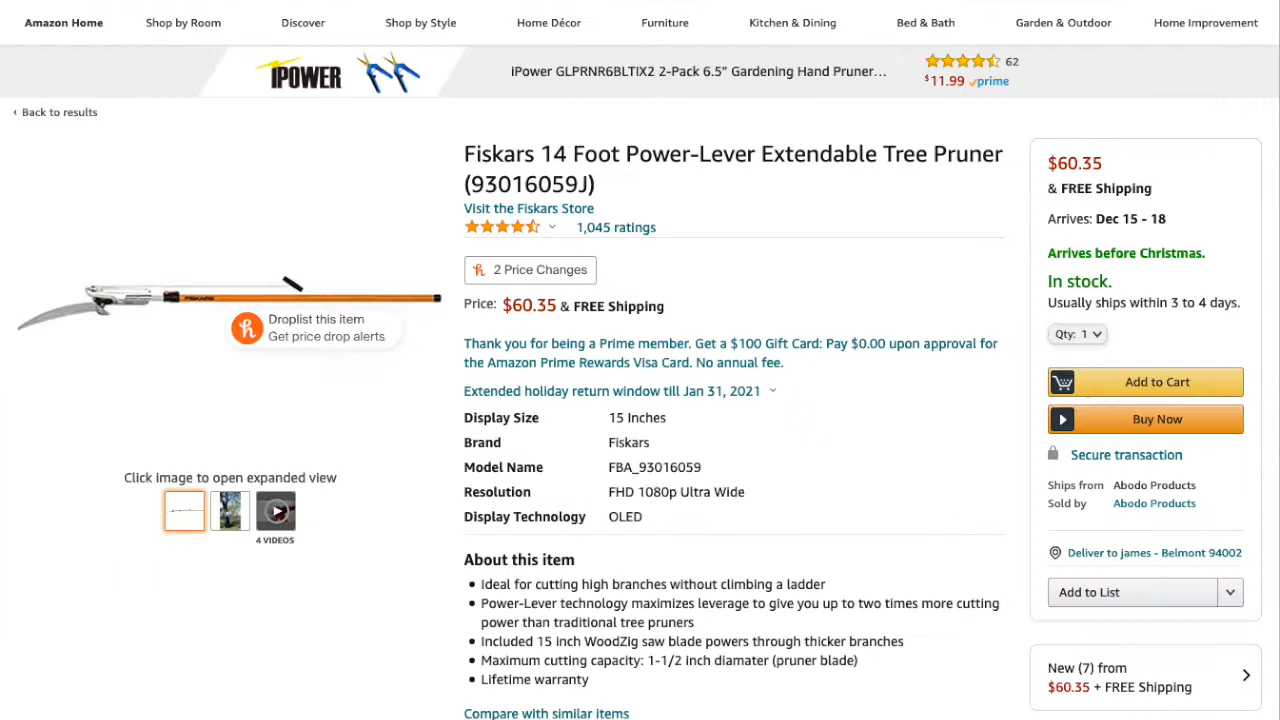 Amazon Home Shop by Room Discover Shop by Style Home Décor Furniture Kitchen & Dining Bed & Bath Garden & Outdoor Home Improvement
iPOWER
iPower GLPRNR6BLTIX2 2-Pack 6.5” Gardening Hand Pruner…
62
$11.99 prime
‹ Back to results
Fiskars 14 Foot Power-Lever Extendable Tree Pruner
(93016059J)
Visit the Fiskars Store
1,045 ratings
2 Price Changes
Price: $60.35 & FREE Shipping
Thank you for being a Prime member. Get a $100 Gift Card: Pay $0.00 upon approval for
the Amazon Prime Rewards Visa Card. No annual fee.
Extended holiday return window till Jan 31, 2021
Display Size 15 Inches
Brand Fiskars
Model Name FBA_93016059
Resolution FHD 1080p Ultra Wide
Display Technology OLED
About this item
• Ideal for cutting high branches without climbing a ladder
• Power-Lever technology maximizes leverage to give you up to two times more cutting
power than traditional tree pruners
• Included 15 inch WoodZig saw blade powers through thicker branches
• Maximum cutting capacity: 1-1/2 inch diamater (pruner blade)
• Lifetime warranty
Compare with similar items
FISKARS
h Droplist this item
Get price drop alerts
Click image to open expanded view
4 VIDEOS
$60.35
& FREE Shipping
Arrives: Dec 15 - 18
Arrives before Christmas.
In stock.
Usually ships within 3 to 4 days.
Qty: 1
Add to Cart
Buy Now
Secure transaction
Ships from Abodo Products
Sold by Abodo Products
Deliver to james - Belmont 94002
Add to List
New (7) from
$60.35 + FREE Shipping